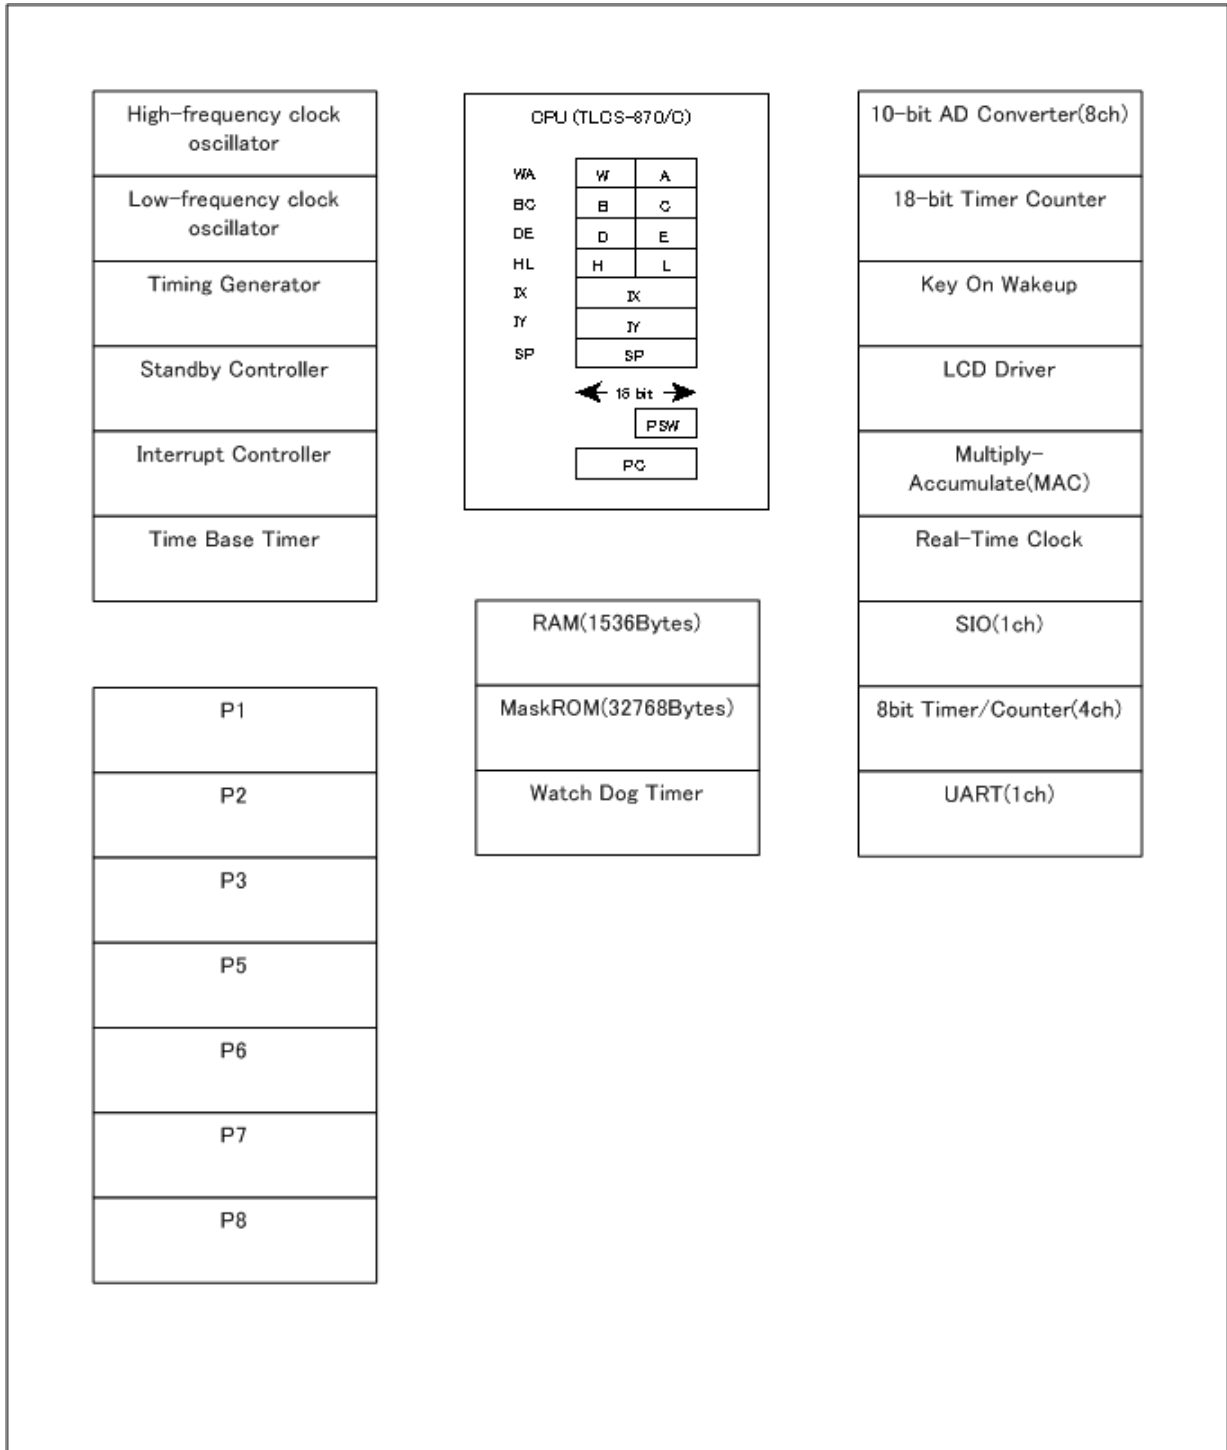 High-frequency clock
oscillator
Low-frequency clock
oscillator
Timing Generator
Standby Controller
Interrupt Controller
Time Base Timer
P1
P2
P3
P5
P6
P7
P8
CPU (TLCS-870/C)
WA W A
BC B C
DE D E
HL H L
IX IX
IY IY
SP SP
16 bit
PSW
PC
RAM(1536Bytes)
MaskROM(32768Bytes)
Watch Dog Timer
10-bit AD Converter(8ch)
18-bit Timer Counter
Key On Wakeup
LCD Driver
Multiply-
Accumulate(MAC)
Real-Time Clock
SIO(1ch)
8bit Timer/Counter(4ch)
UART(1ch)